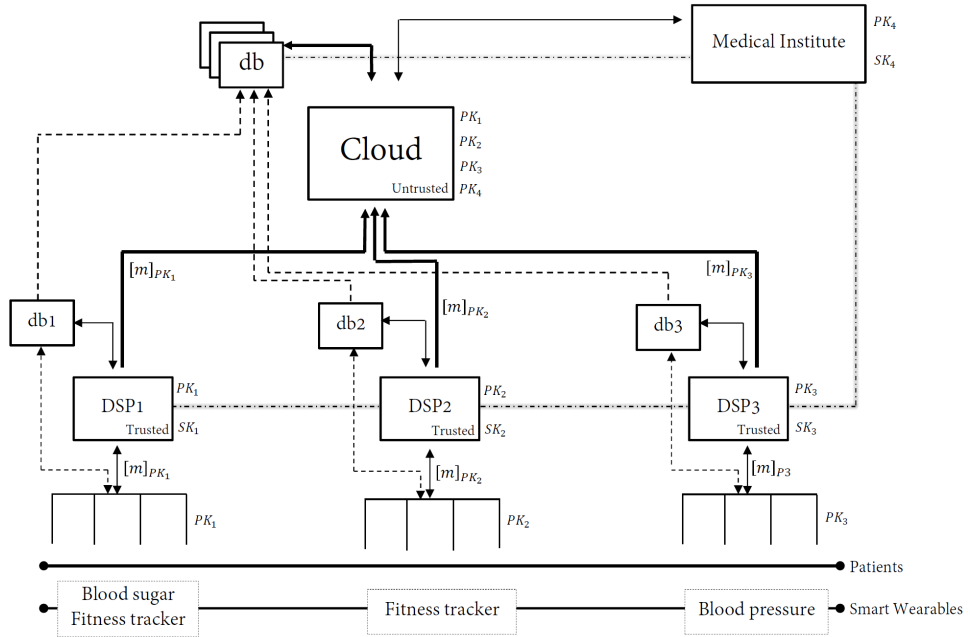 PK4
Medical Institute
db
SK4
PK1
PK2
Cloud
PK3
Untrusted
PK4
[m]PK1
[m]PK3
[m]PK2
db1
db2
db3
PK1
PK2
PK3
DSP1
DSP2
DSP3
Trusted
SK1
Trusted
SK2
Trusted
SK3
[m]PK1
[m]PK2
[m]P3
PK1
PK2
PK3
Patients
Blood sugar
Fitness tracker
Fitness tracker
Blood pressure
Smart Wearables